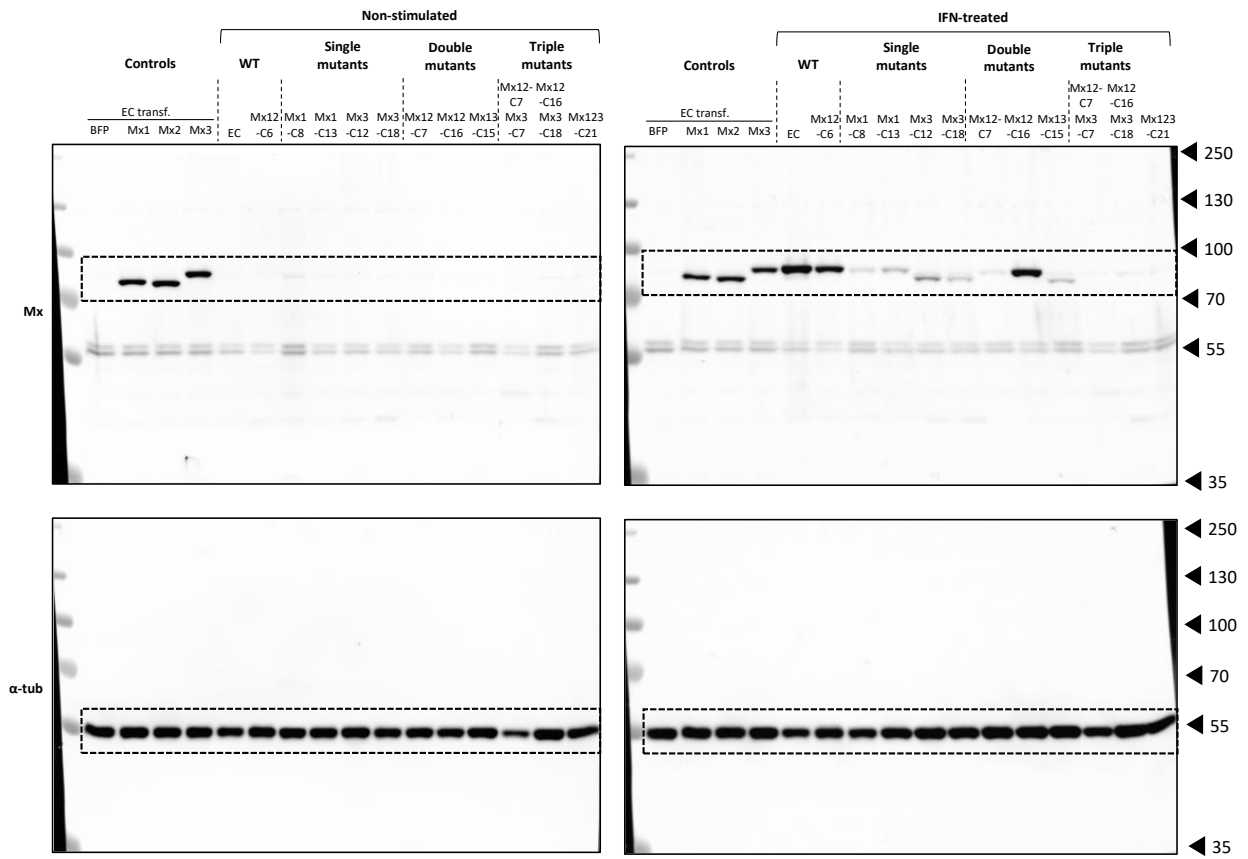 Non-stimulated
Controls WT Single mutants Double mutants Triple mutants
EC transf.
BFP Mx1 Mx2 Mx3 EC Mx12 -C6 Mx1 -C8 Mx1 -C13 Mx3 -C12 Mx3 -C18 Mx12 -C7 Mx12 -C16 Mx13 -C15 Mx12- C7 Mx3 -C7 Mx12 -C16 Mx3 -C18 Mx123 -C21
IFN-treated
Controls WT Single mutants Double mutants Triple mutants
EC transf.
BFP Mx1 Mx2 Mx3 EC Mx12 -C6 Mx1 -C8 Mx1 -C13 Mx3 -C12 Mx3 -C18 Mx12- C7 Mx12 -C16 Mx13 -C15 Mx12- C7 Mx3 -C7 Mx12 -C16 Mx3 -C18 Mx123 -C21
Mx
250
130
100
70
55
35
α-tub
250
130
100
70
55
35